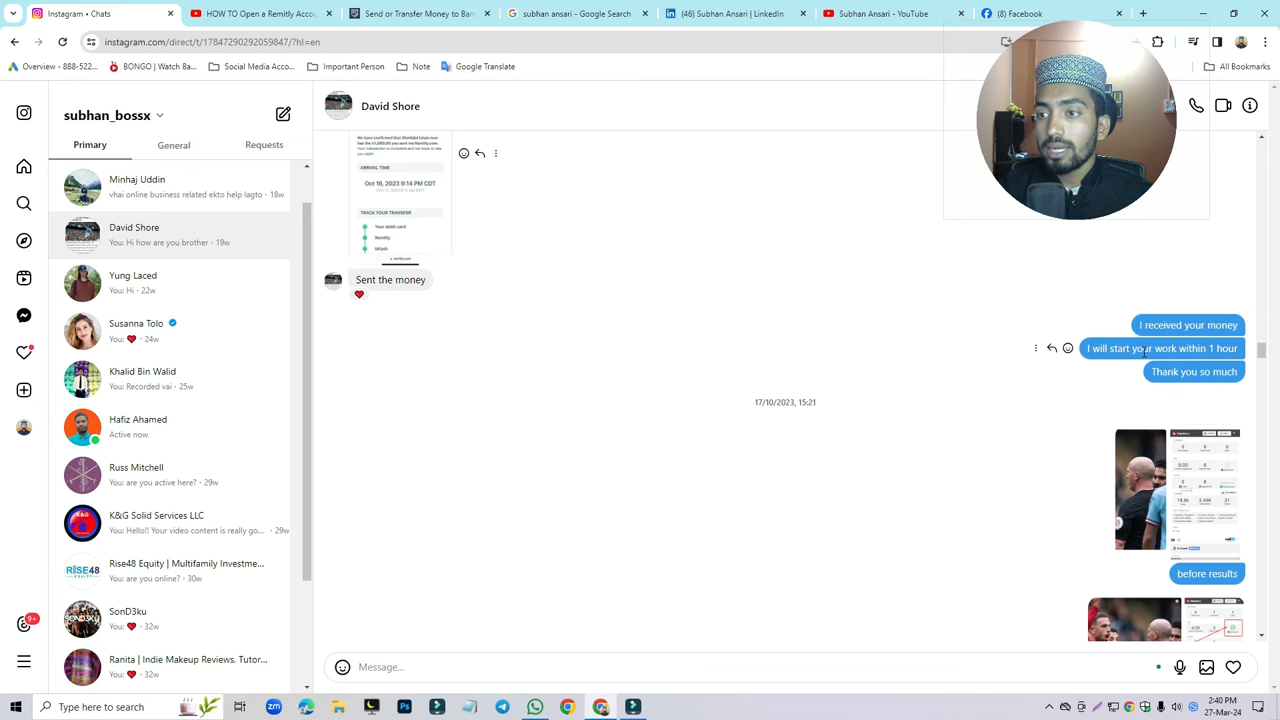 Instagram • Chats
HOW TO Open a Remitly Accou
Send or Transfer Money to Ban
subhan ansari - Google Search
(46) Subhan Ansari | LinkedIn
Subhan Ansari - YouTube
(8) Facebook
instagram.com/direct/t/17847290292059847/?hl=en
Overview - 888-522...
BONGO | Watch Ba...
Social Media Acco...
Important Person
Note
Google Translate
All Bookmarks
subhan_bosx
Primary
General
Requests
Minhaj Uddin
vhai online business related ekto help lagto · 18w
David Shore
You: Hi how are you brother · 19w
Yung Laced
You: Hi · 22w
Susanna Tolo
You: ❤️ · 24w
Khalid Bin Walid
You: Recorded vai · 25w
Hafiz Ahamed
Active now
Russ Mitchell
You: are you active here? · 29w
K&G Solid Services LLC
You: Hello!! Your video content is really go... · 29w
Rise48 Equity | Multifamily Investme...
You: are you online? · 30w
SonD3ku
You: ❤️ · 32w
Ranita | Indie Makeup Reviews, Tutor...
You: ❤️ · 32w
9+
David Shore
ARRIVAL TIME
Oct 16, 2023 9:14 PM CDT
TRACK YOUR TRANSFER
Your debit card
Remitly
bKash
Sent the money
I received your money
I will start your work within 1 hour
Thank you so much
17/10/2023, 15:21
before results
Message...
Type here to search
2:40 PM
27-Mar-24